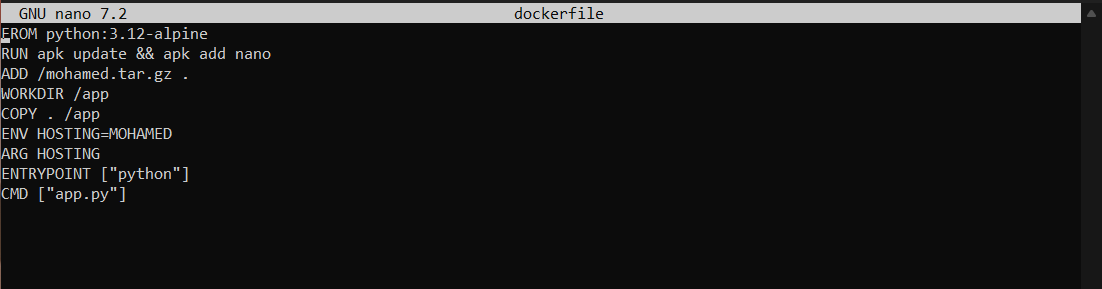 GNU nano 7.2 dockerfile
FROM python:3.12-alpine
RUN apk update && apk add nano
ADD /mohamed.tar.gz .
WORKDIR /app
COPY . /app
ENV HOSTING=MOHAMED
ARG HOSTING
ENTRYPOINT ["python"]
CMD ["app.py"]